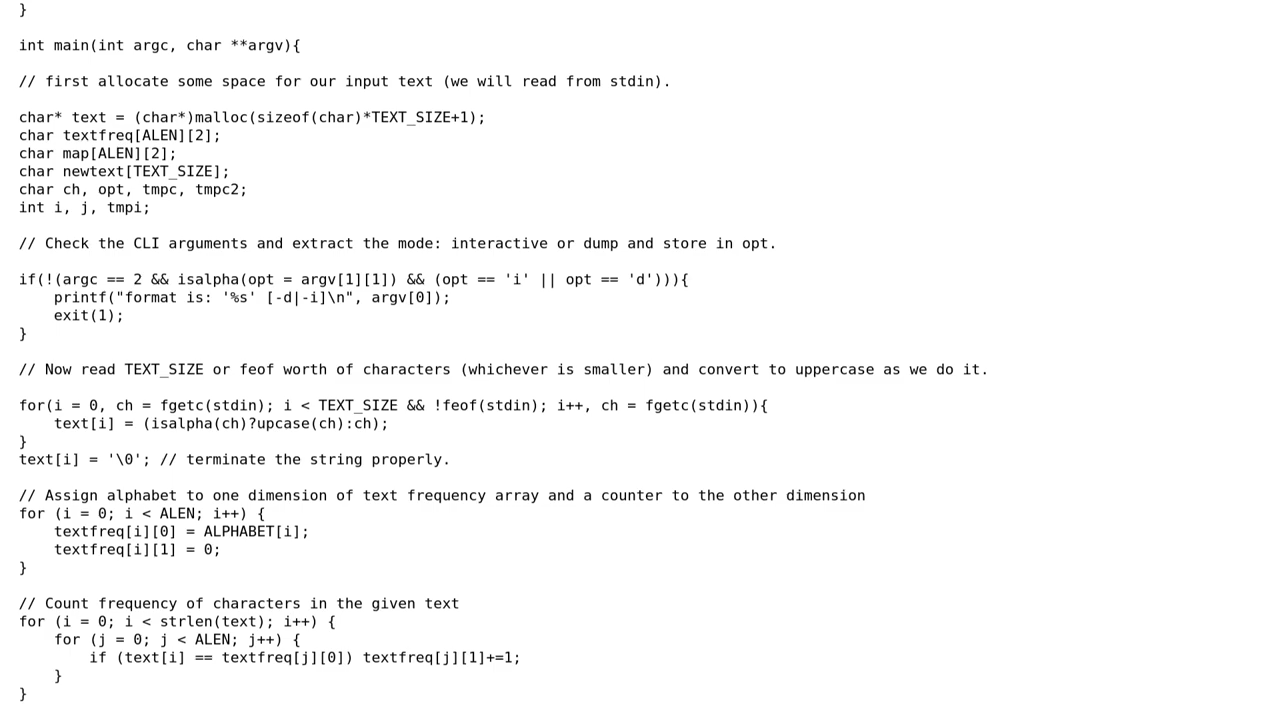 }
int main(int argc, char **argv){
// first allocate some space for our input text (we will read from stdin).
char* text = (char*)malloc(sizeof(char)*TEXT_SIZE+1);
char textfreq[ALEN][2];
char map[ALEN][2];
char newtext[TEXT_SIZE];
char ch, opt, tmpc, tmpc2;
int i, j, tmpi;
// Check the CLI arguments and extract the mode: interactive or dump and store in opt.
if(!(argc == 2 && isalpha(opt = argv[1][1]) && (opt == 'i' || opt == 'd'))){
    printf("format is: '%s' [-d|-i]\n", argv[0]);
    exit(1);
}
// Now read TEXT_SIZE or feof worth of characters (whichever is smaller) and convert to uppercase as we do it.
for(i = 0, ch = fgetc(stdin); i < TEXT_SIZE && !feof(stdin); i++, ch = fgetc(stdin)){
    text[i] = (isalpha(ch)?upcase(ch):ch);
}
text[i] = '\0'; // terminate the string properly.
// Assign alphabet to one dimension of text frequency array and a counter to the other dimension
for (i = 0; i < ALEN; i++) {
    textfreq[i][0] = ALPHABET[i];
    textfreq[i][1] = 0;
}
// Count frequency of characters in the given text
for (i = 0; i < strlen(text); i++) {
    for (j = 0; j < ALEN; j++) {
        if (text[i] == textfreq[j][0]) textfreq[j][1]+=1;
    }
}